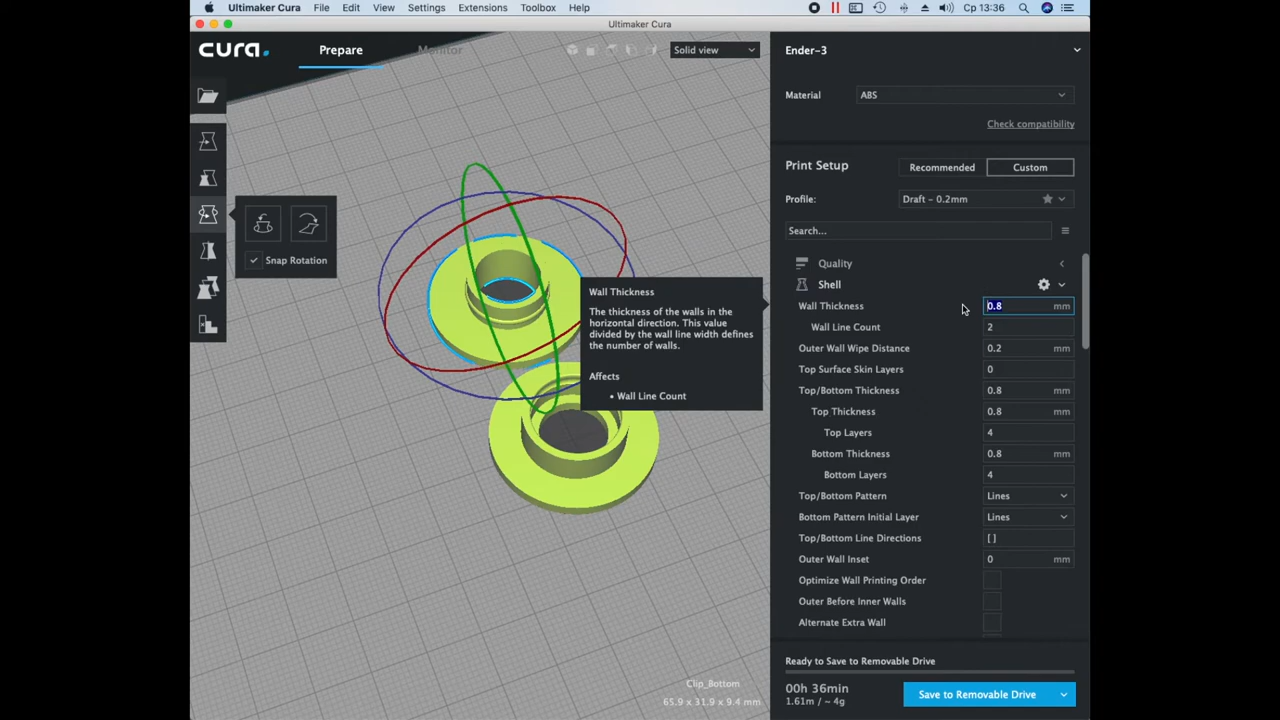 Ultimaker Cura File Edit View Settings Extensions Toolbox Help Ср 13:36
Ultimaker Cura
cura. Prepare Monitor Solid view Ender-3
Material ABS
Check compatibility
Print Setup Recommended Custom
Profile: Draft - 0.2mm
Search...
Snap Rotation
Quality
Shell
Wall Thickness 0.8 mm
Wall Line Count 2
Outer Wall Wipe Distance 0.2 mm
Top Surface Skin Layers 0
Top/Bottom Thickness 0.8 mm
Top Thickness 0.8 mm
Top Layers 4
Bottom Thickness 0.8 mm
Bottom Layers 4
Top/Bottom Pattern Lines
Bottom Pattern Initial Layer Lines
Top/Bottom Line Directions [ ]
Outer Wall Inset 0 mm
Optimize Wall Printing Order
Outer Before Inner Walls
Alternate Extra Wall
Wall Thickness
The thickness of the walls in the
horizontal direction. This value
divided by the wall line width defines
the number of walls.
Affects
• Wall Line Count
Clip_Bottom
65.9 x 31.9 x 9.4 mm
Ready to Save to Removable Drive
00h 36min
1.61m / ~ 4g
Save to Removable Drive